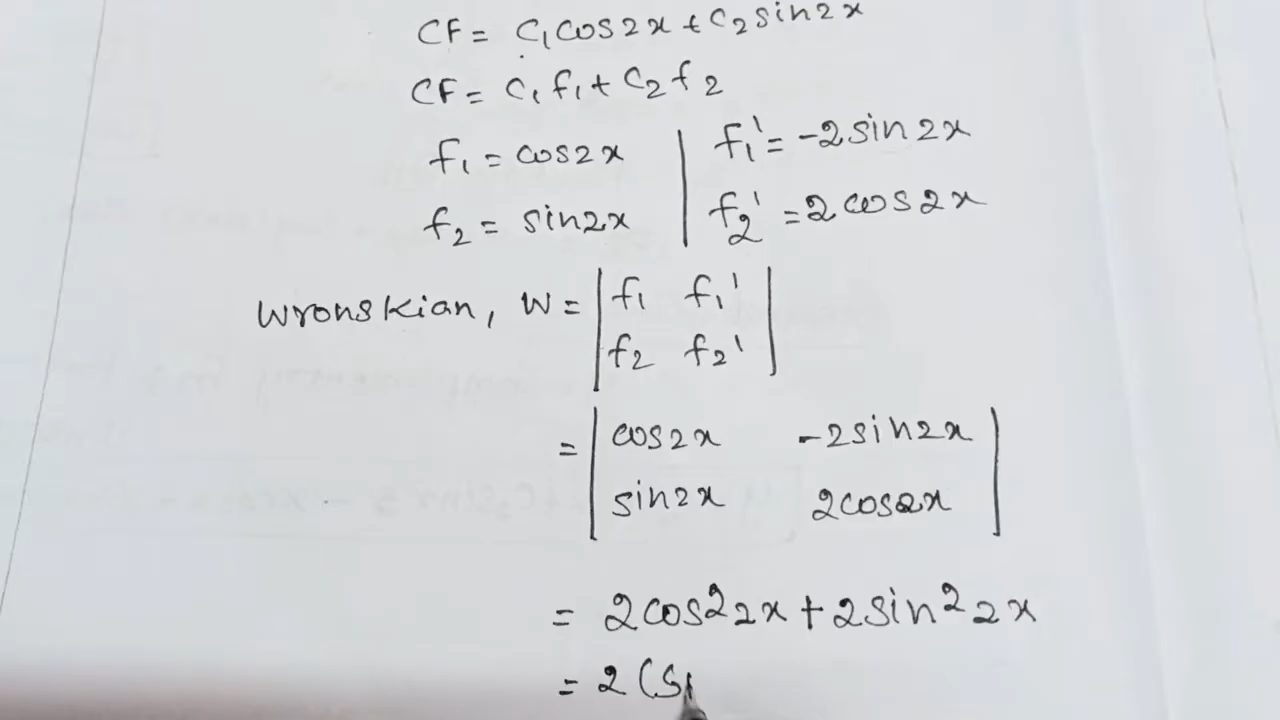 CF = C₁cos2x + C₂sin2x
CF = C₁f₁ + C₂f₂
f₁ = cos2x | f₁' = -2sin2x
f₂ = sin2x | f₂' = 2cos2x
Wronskian, W = | f₁ f₁' |
| f₂ f₂' |
= | cos2x -2sin2x |
| sin2x 2cos2x |
= 2cos²2x + 2sin²2x
= 2(s